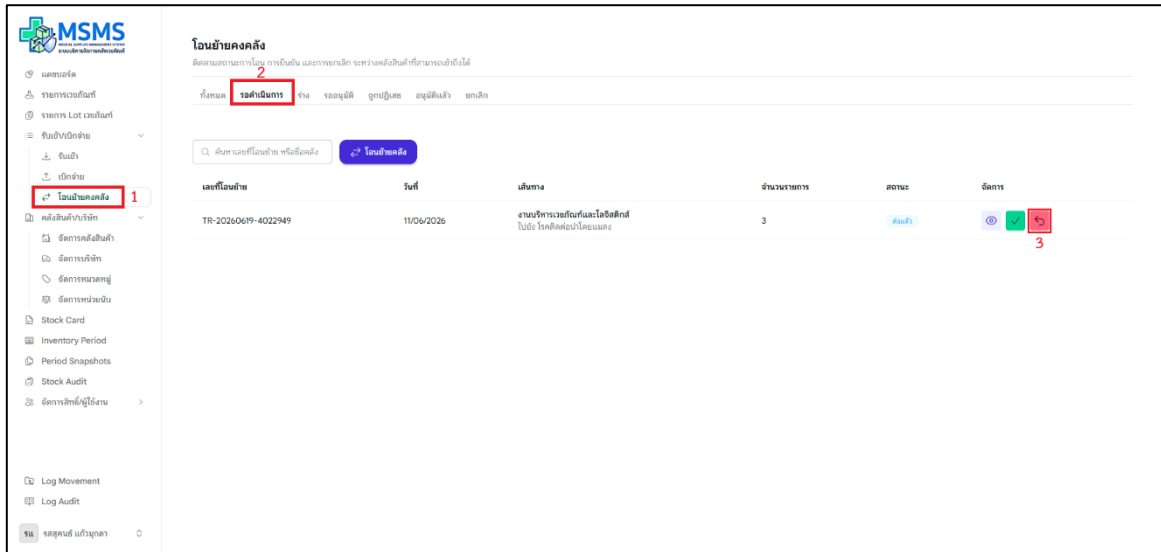 MSMS
MEDICAL SUPPLIES MANAGEMENT SYSTEM
ระบบบริหารจัดการคลังเวชภัณฑ์
แดชบอร์ด
รายการเวชภัณฑ์
รายการ Lot เวชภัณฑ์
รับเข้า/เบิกจ่าย
รับเข้า
เบิกจ่าย
โอนย้ายคงคลัง
1
คลังสินค้า/บริษัท
จัดการคลังสินค้า
จัดการบริษัท
จัดการหมวดหมู่
จัดการหน่วยนับ
Stock Card
Inventory Period
Period Snapshots
Stock Audit
จัดการสิทธิ์/ผู้ใช้งาน
Log Movement
Log Audit
รแ รสสุคนธ์ แก้วมุกดา
โอนย้ายคงคลัง
ติดตามสถานะการโอน การยืนยัน และการยกเลิก ระหว่างคลังสินค้าที่สามารถเข้าถึงได้
2
ทั้งหมด รอดำเนินการ ร่าง รออนุมัติ ถูกปฏิเสธ อนุมัติแล้ว ยกเลิก
ค้นหาเลขที่โอนย้าย หรือชื่อคลัง โอนย้ายคลัง
เลขที่โอนย้าย วันที่ เส้นทาง จำนวนรายการ สถานะ จัดการ
TR-20260619-4022949 11/06/2026 งานบริหารเวชภัณฑ์และโลจิสติกส์ 3 ส่งแล้ว
ไปยัง โรคติดต่อนำโดยแมลง
3